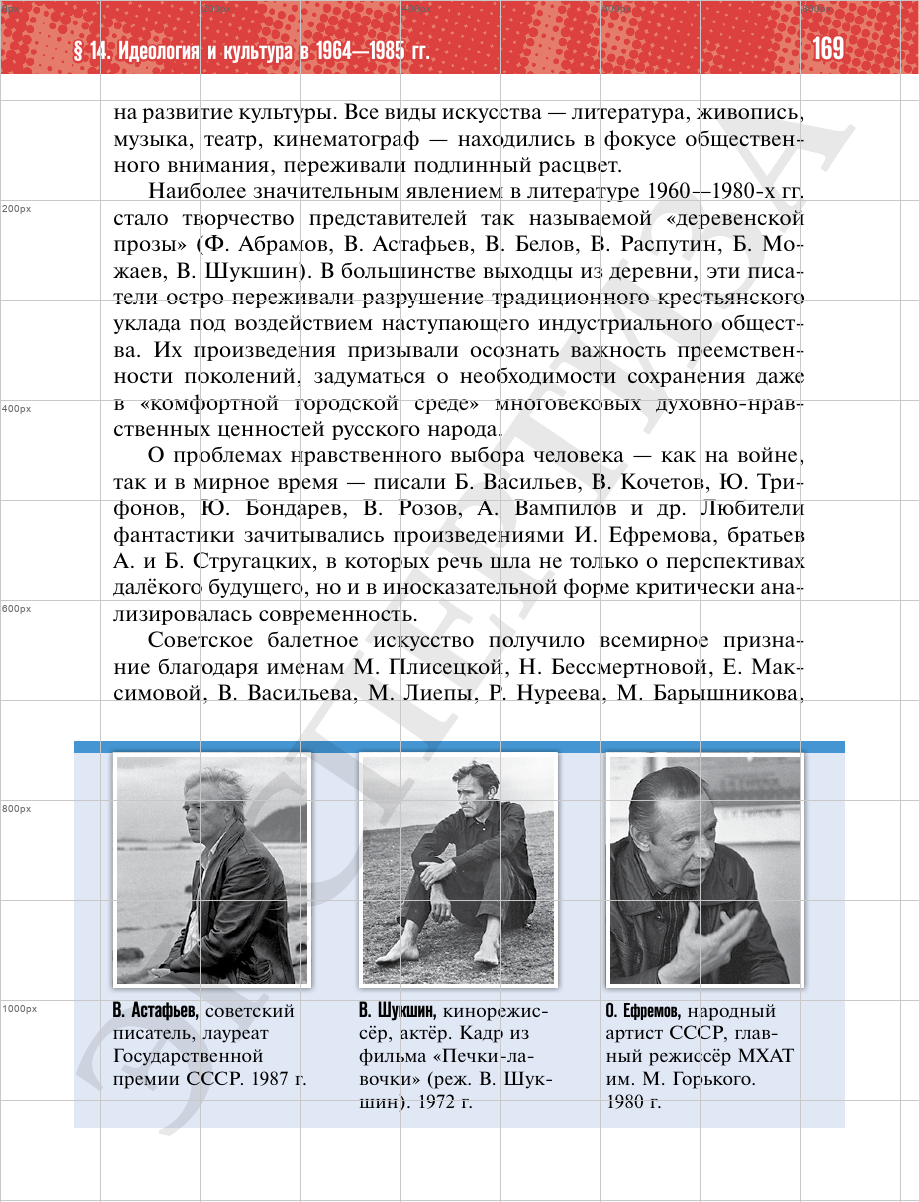 § 14. Идеология и культура в 1964—1985 гг.
169
на развитие культуры. Все виды искусства — литература, живопись,
музыка, театр, кинематограф — находились в фокусе обществен-
ного внимания, переживали подлинный расцвет.
Наиболее значительным явлением в литературе 1960—1980-х гг.
стало творчество представителей так называемой «деревенской
прозы» (Ф. Абрамов, В. Астафьев, В. Белов, В. Распутин, Б. Мо-
жаев, В. Шукшин). В большинстве выходцы из деревни, эти писа-
тели остро переживали разрушение традиционного крестьянского
уклада под воздействием наступающего индустриального общест-
ва. Их произведения призывали осознать важность преемствен-
ности поколений, задуматься о необходимости сохранения даже
в «комфортной городской среде» многовековых духовно-нрав-
ственных ценностей русского народа.
О проблемах нравственного выбора человека — как на войне,
так и в мирное время — писали Б. Васильев, В. Кочетов, Ю. Три-
фонов, Ю. Бондарев, В. Розов, А. Вампилов и др. Любители
фантастики зачитывались произведениями И. Ефремова, братьев
А. и Б. Стругацких, в которых речь шла не только о перспективах
далёкого будущего, но и в иносказательной форме критически ана-
лизировалась современность.
Советское балетное искусство получило всемирное призна-
ние благодаря именам М. Плисецкой, Н. Бессмертновой, Е. Мак-
симовой, В. Васильева, М. Лиепы, Р. Нуреева, М. Барышникова,
В. Астафьев, советский
писатель, лауреат
Государственной
премии СССР. 1987 г.
В. Шукшин, кинорежис-
сёр, актёр. Кадр из
фильма «Печки-ла-
вочки» (реж. В. Шук-
шин). 1972 г.
О. Ефремов, народный
артист СССР, глав-
ный режиссёр МХАТ
им. М. Горького.
1980 г.
ЭКСПЕРТИЗА
200px
400px
600px
800px
1000px